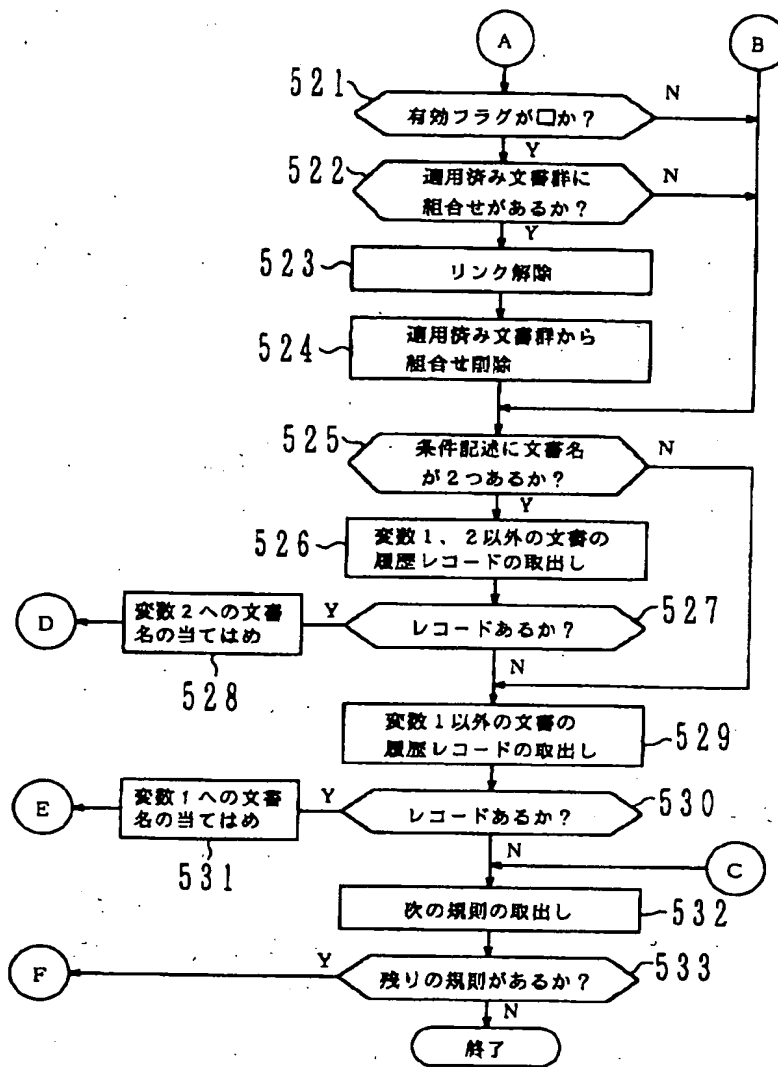 A
B
521
有効フラグが□か?
N
Y
522
適用済み文書群に
組合せがあるか?
N
Y
523
リンク解除
524
適用済み文書群から
組合せ削除
525
条件記述に文書名
が2つあるか?
N
Y
526
変数1、2以外の文書の
履歴レコードの取出し
D
変数2への文書
名の当てはめ
Y
レコードあるか?
527
528
N
変数1以外の文書の
履歴レコードの取出し
529
E
変数1への文書
名の当てはめ
Y
レコードあるか?
530
531
N
C
次の規則の取出し
532
F
Y
残りの規則があるか?
533
N
終了